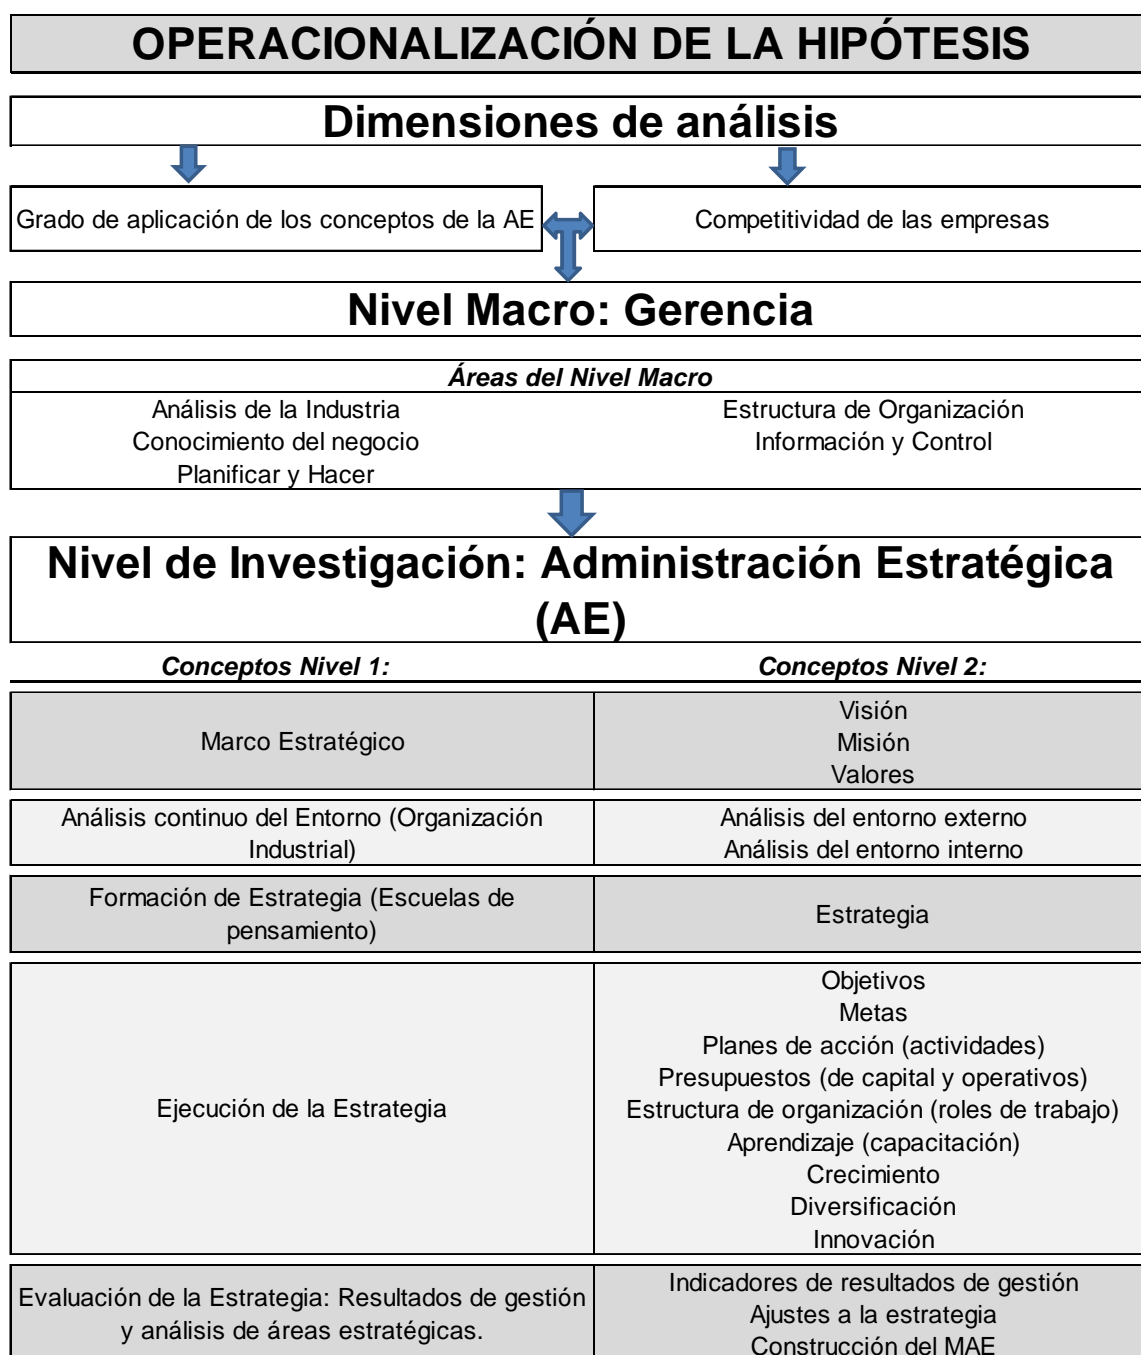 OPERACIONALIZACIÓN DE LA HIPÓTESIS
Dimensiones de análisis
Grado de aplicación de los conceptos de la AE
Competitividad de las empresas
Nivel Macro: Gerencia
Áreas del Nivel Macro
Análisis de la Industria
Conocimiento del negocio
Planificar y Hacer
Estructura de Organización
Información y Control
Nivel de Investigación: Administración Estratégica
(AE)
Conceptos Nivel 1:
Conceptos Nivel 2:
Marco Estratégico
Visión
Misión
Valores
Análisis continuo del Entorno (Organización
Industrial)
Análisis del entorno externo
Análisis del entorno interno
Formación de Estrategia (Escuelas de
pensamiento)
Estrategia
Ejecución de la Estrategia
Objetivos
Metas
Planes de acción (actividades)
Presupuestos (de capital y operativos)
Estructura de organización (roles de trabajo)
Aprendizaje (capacitación)
Crecimiento
Diversificación
Innovación
Evaluación de la Estrategia: Resultados de gestión
y análisis de áreas estratégicas.
Indicadores de resultados de gestión
Ajustes a la estrategia
Construcción del MAE